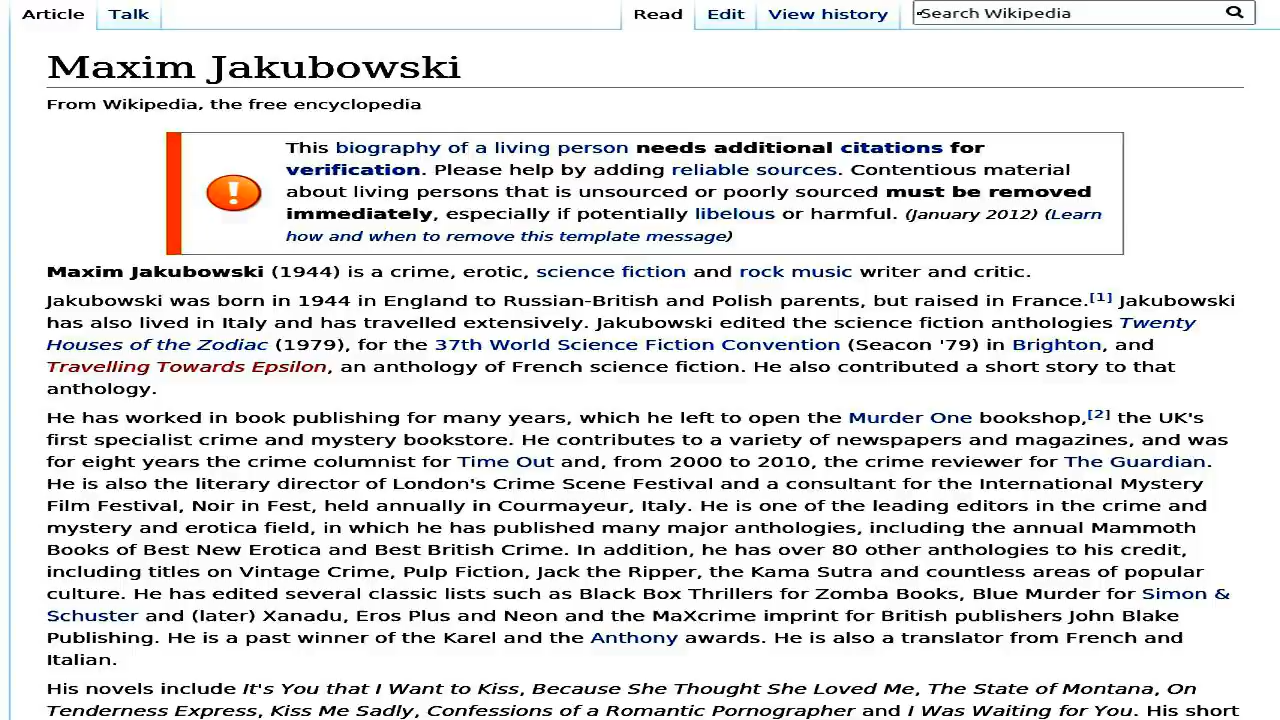 Article Talk Read Edit View history Search Wikipedia
Maxim Jakubowski
From Wikipedia, the free encyclopedia
This biography of a living person needs additional citations for
verification. Please help by adding reliable sources. Contentious material
about living persons that is unsourced or poorly sourced must be removed
immediately, especially if potentially libelous or harmful. (January 2012) (Learn
how and when to remove this template message)
Maxim Jakubowski (1944) is a crime, erotic, science fiction and rock music writer and critic.
Jakubowski was born in 1944 in England to Russian-British and Polish parents, but raised in France.[1] Jakubowski
has also lived in Italy and has travelled extensively. Jakubowski edited the science fiction anthologies Twenty
Houses of the Zodiac (1979), for the 37th World Science Fiction Convention (Seacon '79) in Brighton, and
Travelling Towards Epsilon, an anthology of French science fiction. He also contributed a short story to that
anthology.
He has worked in book publishing for many years, which he left to open the Murder One bookshop,[2] the UK's
first specialist crime and mystery bookstore. He contributes to a variety of newspapers and magazines, and was
for eight years the crime columnist for Time Out and, from 2000 to 2010, the crime reviewer for The Guardian.
He is also the literary director of London's Crime Scene Festival and a consultant for the International Mystery
Film Festival, Noir in Fest, held annually in Courmayeur, Italy. He is one of the leading editors in the crime and
mystery and erotica field, in which he has published many major anthologies, including the annual Mammoth
Books of Best New Erotica and Best British Crime. In addition, he has over 80 other anthologies to his credit,
including titles on Vintage Crime, Pulp Fiction, Jack the Ripper, the Kama Sutra and countless areas of popular
culture. He has edited several classic lists such as Black Box Thrillers for Zomba Books, Blue Murder for Simon &
Schuster and (later) Xanadu, Eros Plus and Neon and the MaXcrime imprint for British publishers John Blake
Publishing. He is a past winner of the Karel and the Anthony awards. He is also a translator from French and
Italian.
His novels include It's You that I Want to Kiss, Because She Thought She Loved Me, The State of Montana, On
Tenderness Express, Kiss Me Sadly, Confessions of a Romantic Pornographer and I Was Waiting for You. His short